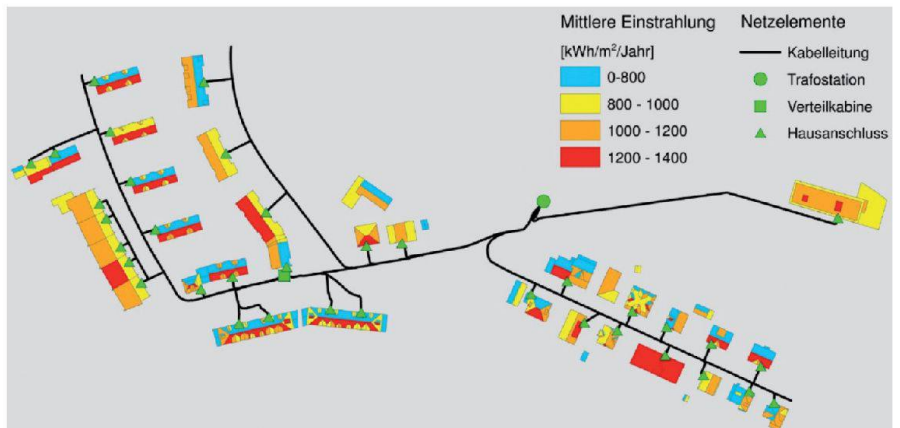 Mittlere Einstrahlung
[kWh/m²/Jahr]
0-800
800 - 1000
1000 - 1200
1200 - 1400
Netzelemente
Kabelleitung
Trafostation
Verteilkabine
Hausanschluss